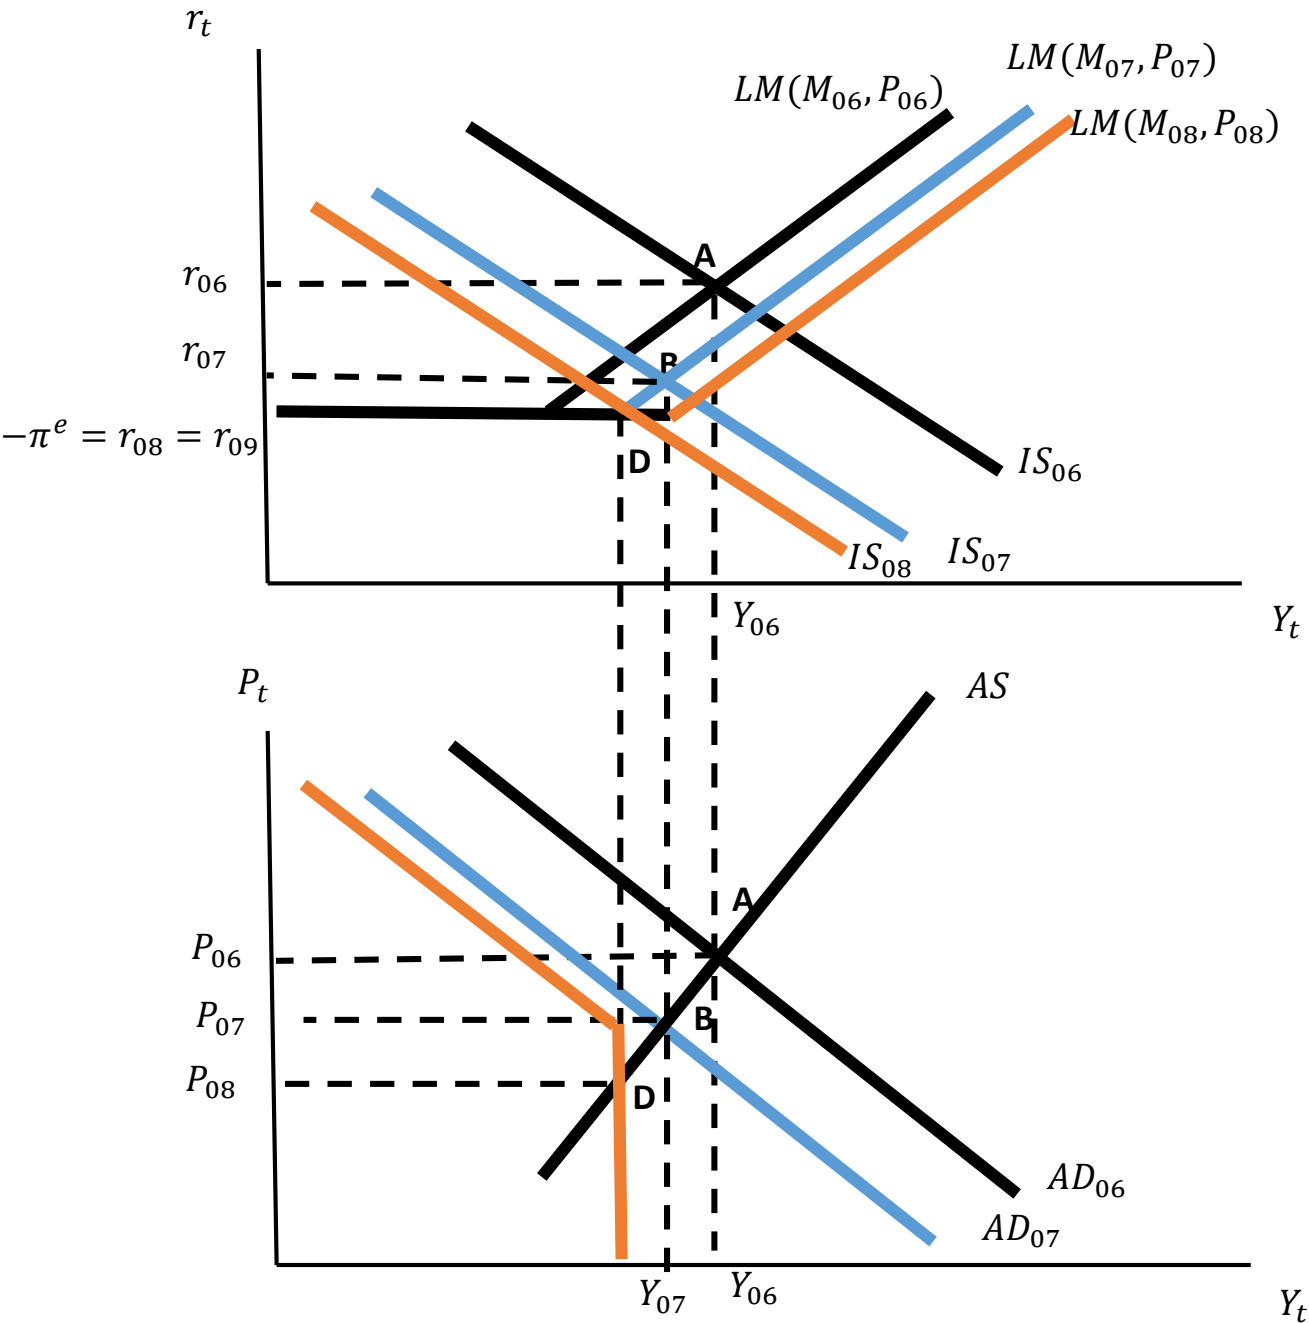 r_t
LM(M_07, P_07)
LM(M_06, P_06)
LM(M_08, P_08)
A
r_06
r_07
B
−π^e = r_08 = r_09
D
IS_06
IS_08
IS_07
Y_06
Y_t
P_t
AS
A
P_06
P_07
B
P_08
D
AD_06
AD_07
Y_07
Y_06
Y_t